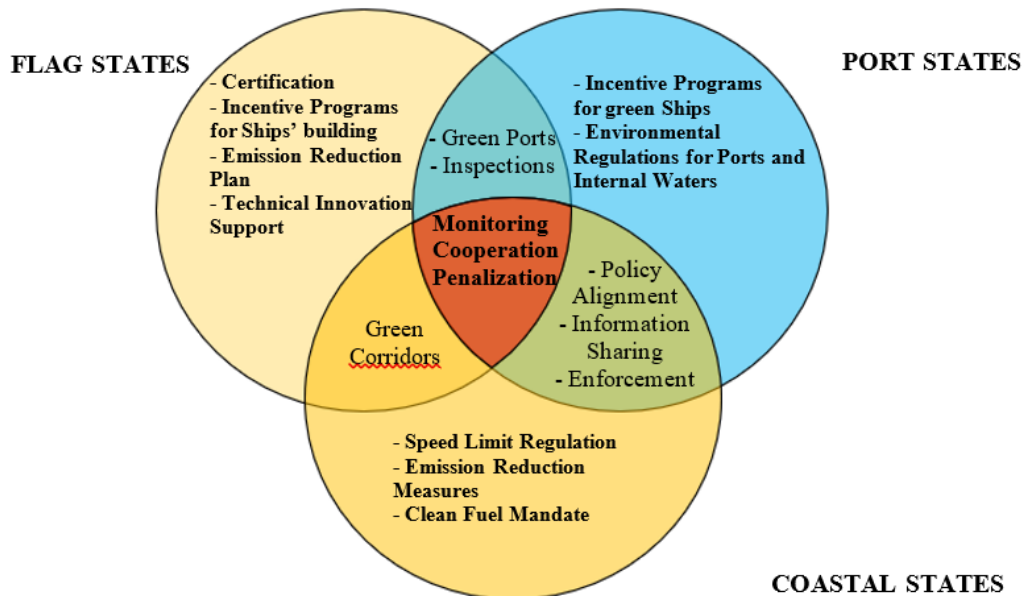 FLAG STATES
PORT STATES
- Certification
- Incentive Programs
for Ships’ building
- Emission Reduction
Plan
- Technical Innovation
Support
- Green Ports
- Inspections
- Incentive Programs
for green Ships
- Environmental
Regulations for Ports and
Internal Waters
Monitoring
Cooperation
Penalization
- Policy
Alignment
- Information
Sharing
- Enforcement
Green
Corridors
- Speed Limit Regulation
- Emission Reduction
Measures
- Clean Fuel Mandate
COASTAL STATES